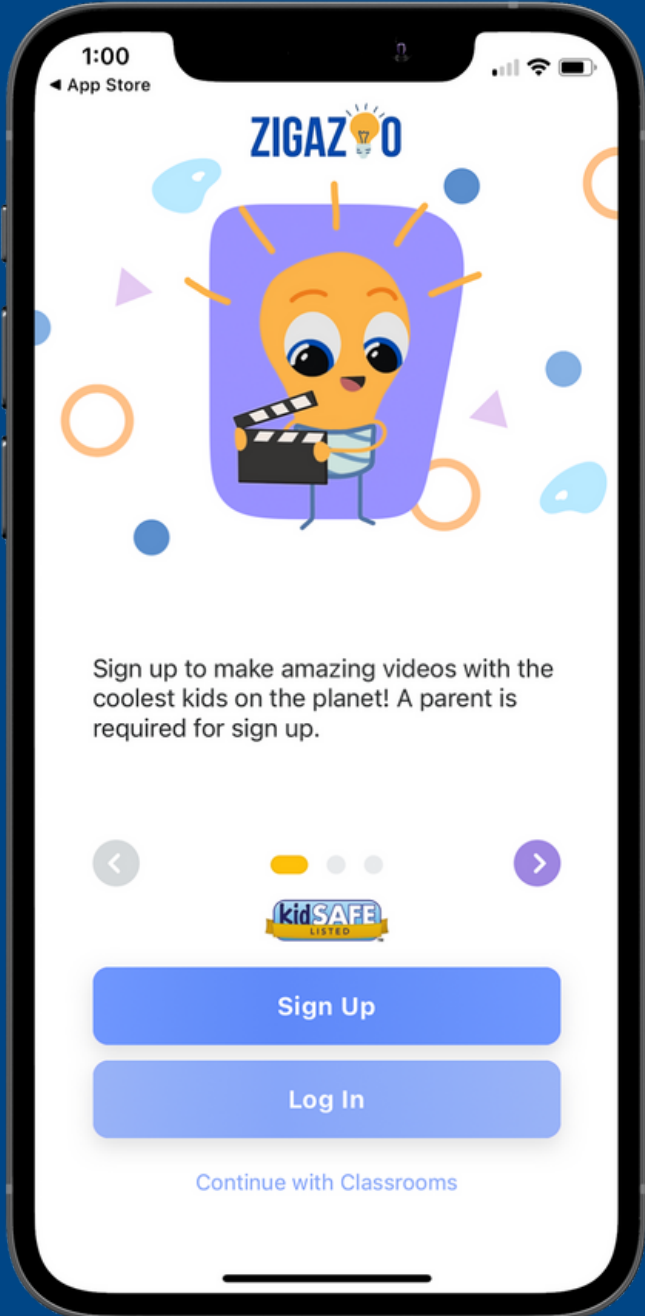 1:00
◀ App Store
ZIGAZOO
Sign up to make amazing videos with the
coolest kids on the planet! A parent is
required for sign up.
kidSAFE
LISTED
TM
Sign Up
Log In
Continue with Classrooms